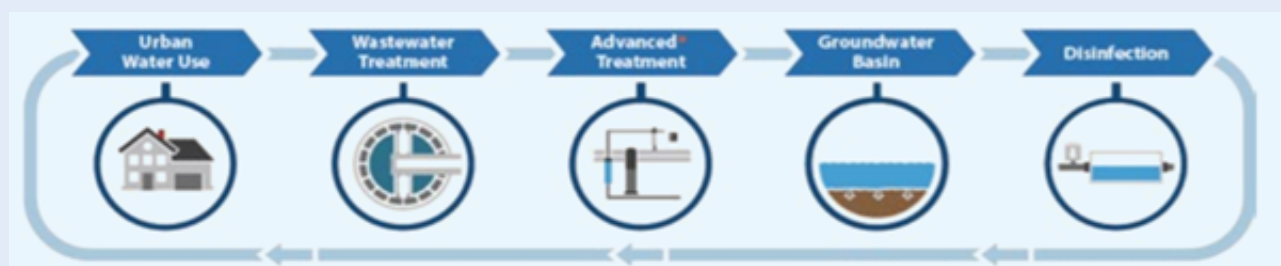 Urban
Water Use
Wastewater
Treatment
Advanced*
Treatment
Groundwater
Basin
Disinfection